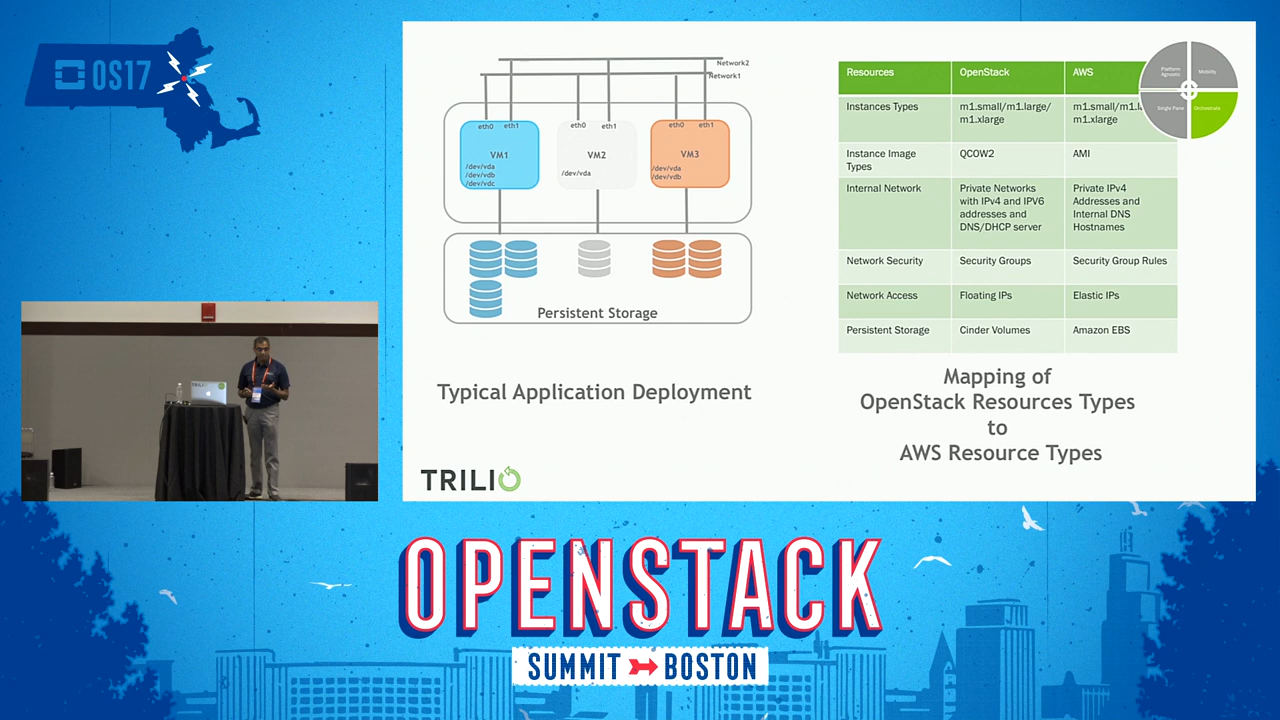 OS17
Network2
Network1
eth0 eth1
eth0 eth1
eth0 eth1
VM1
VM2
VM3
/dev/vda
/dev/vdb
/dev/vdc
/dev/vda
/dev/vda
/dev/vdb
Persistent Storage
Typical Application Deployment
TRILIO
Resources OpenStack AWS
Instances Types m1.small/m1.large/ m1.small/m1.l
m1.xlarge m1.xlarge
Instance Image QCOW2 AMI
Types
Internal Network Private Networks Private IPv4
with IPv4 and IPV6 Addresses and
addresses and Internal DNS
DNS/DHCP server Hostnames
Network Security Security Groups Security Group Rules
Network Access Floating IPs Elastic IPs
Persistent Storage Cinder Volumes Amazon EBS
Platform
Agnostic
Mobility
Single Pane
Orchestrate
Mapping of
OpenStack Resources Types
to
AWS Resource Types
TRILIO
OPENSTACK
SUMMIT BOSTON